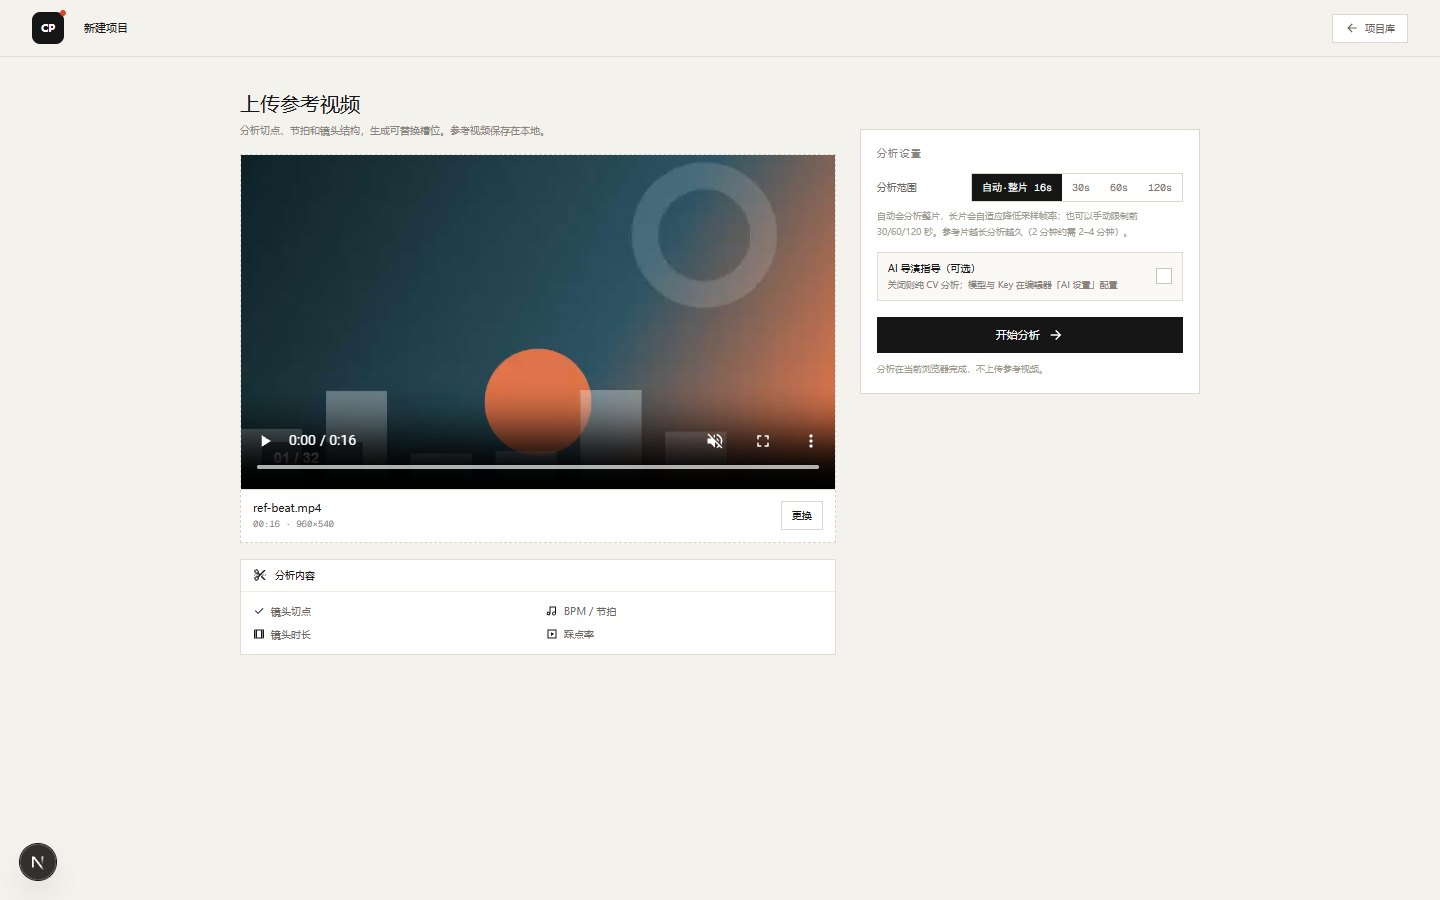 CP
新建项目
项目库
上传参考视频
分析切点、节拍和镜头结构，生成可替换槽位。参考视频保存在本地。
0:00 / 0:16
01 / 32
ref-beat.mp4
00:16 · 960×540
更换
分析内容
镜头切点
BPM / 节拍
镜头时长
踩点率
分析设置
分析范围
自动·整片 16s
30s
60s
120s
自动会分析整片，长片会自适应降低采样帧率；也可以手动限制前
30/60/120 秒。参考片越长分析越久（2 分钟约需 2–4 分钟）。
AI 导演指导（可选）
关闭则纯 CV 分析；模型与 Key 在编辑器「AI 设置」配置
开始分析
分析在当前浏览器完成，不上传参考视频。
N